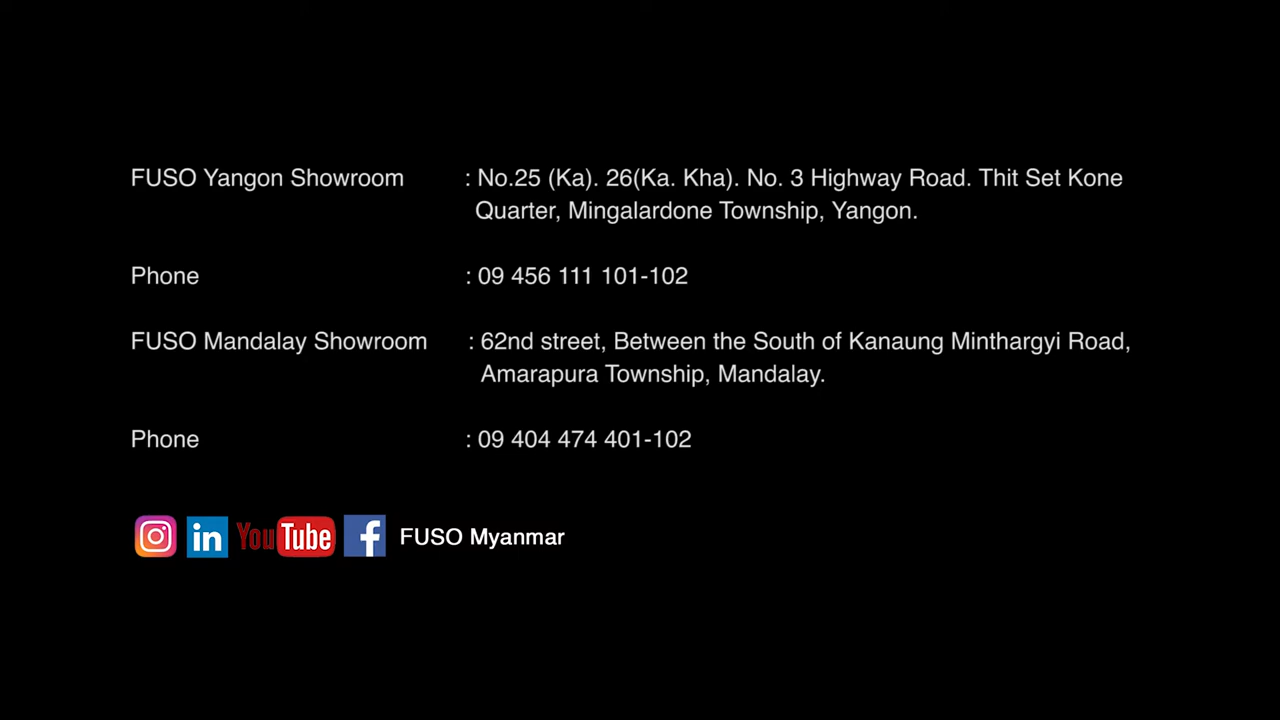 FUSO Yangon Showroom : No.25 (Ka). 26(Ka. Kha). No. 3 Highway Road. Thit Set Kone
Quarter, Mingalardone Township, Yangon.
Phone : 09 456 111 101-102
FUSO Mandalay Showroom : 62nd street, Between the South of Kanaung Minthargyi Road,
Amarapura Township, Mandalay.
Phone : 09 404 474 401-102
in YouTube f FUSO Myanmar